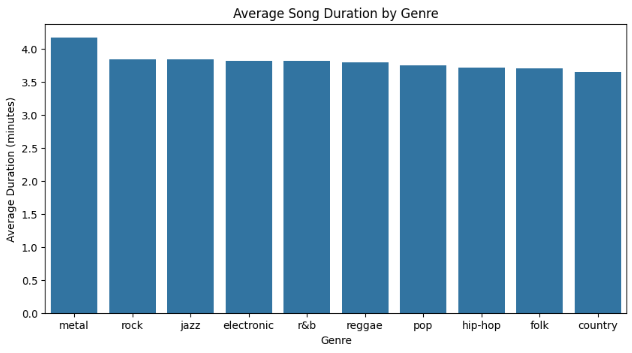 Average Song Duration by Genre
Average Duration (minutes)
4.0
3.5
3.0
2.5
2.0
1.5
1.0
0.5
0.0
metal rock jazz electronic r&b reggae pop hip-hop folk country
Genre